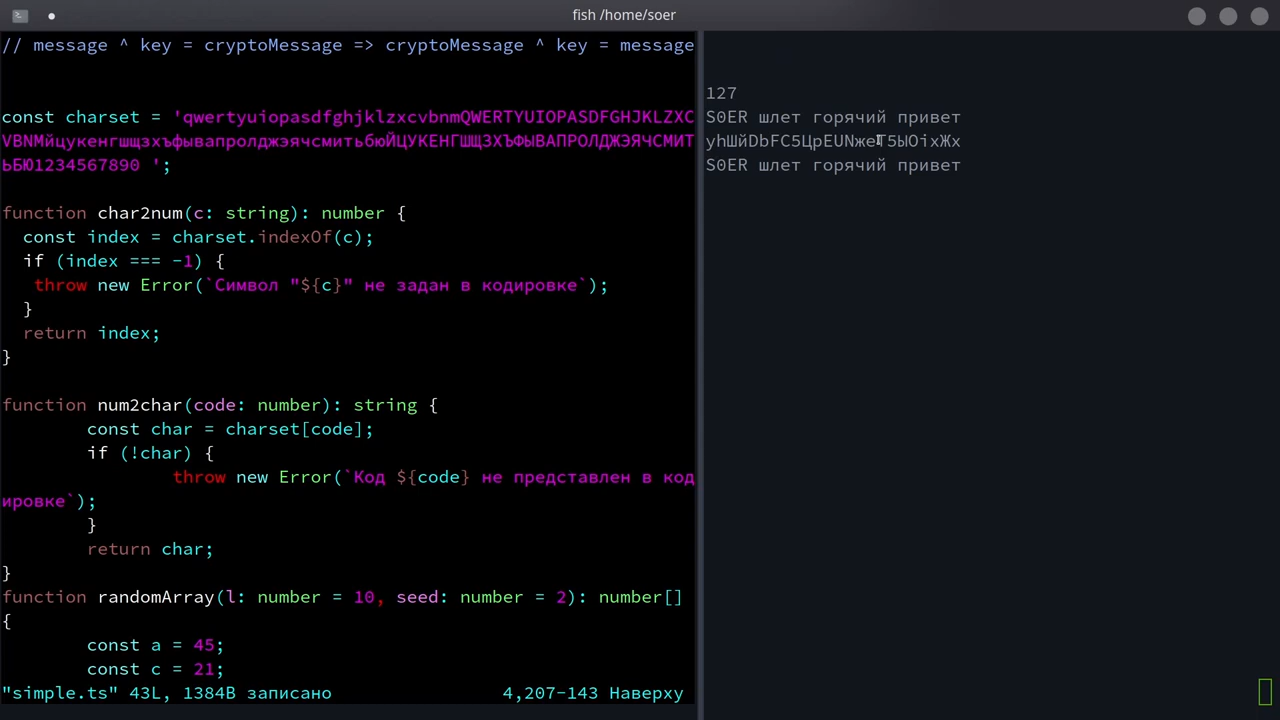 fish /home/soer
// message ^ key = cryptoMessage => cryptoMessage ^ key = message
const charset = 'qwertyuiopasdfghjklzxcvbnmQWERTYUIOPASDFGHJKLZXC
VBNMйцукенгшщзхъфывапролджэячсмитьбюЙЦУКЕНГШЩЗХЪФЫВАПРОЛДЖЭЯЧСМИТ
ЬБЮ1234567890 ';
function char2num(c: string): number {
const index = charset.indexOf(c);
if (index === -1) {
throw new Error(`Символ "${c}" не задан в кодировке`);
}
return index;
}
function num2char(code: number): string {
const char = charset[code];
if (!char) {
throw new Error(`Код ${code} не представлен в код
ировке`);
}
return char;
}
function randomArray(l: number = 10, seed: number = 2): number[]
{
const a = 45;
const c = 21;
"simple.ts" 43L, 1384B записано 4,207-143 Наверху
127
S0ER шлет горячий привет
yhШйDbFC5ЦpEUNжеТ5ЫOixЖx
S0ER шлет горячий привет